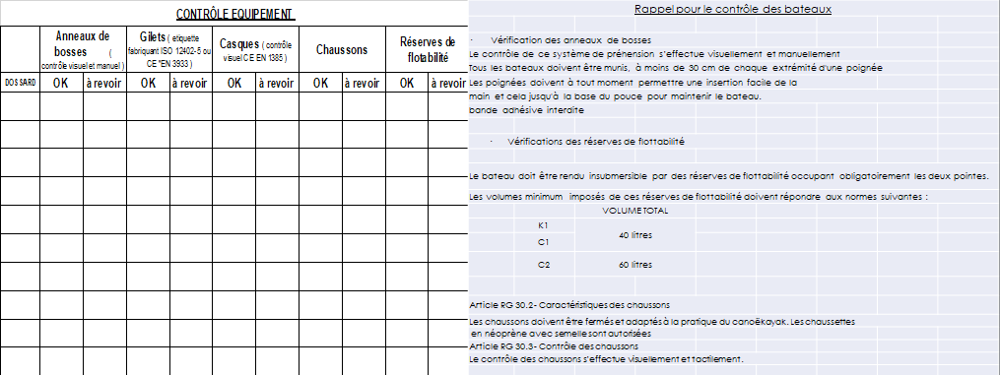 CONTRÔLE EQUIPEMENT
Anneaux de bosses ( contrôle visuel et manuel )
Gilets ( etiquette fabriquant ISO 12402-5 ou CE "EN 3933 )
Casques ( contrôle visuel CE EN 1385 )
Chaussons
Réserves de flotabilité
DOSSARD OK à revoir OK à revoir OK à revoir OK à revoir OK à revoir
Rappel pour le contrôle des bateaux
· Vérification des anneaux de bosses
Le contrôle de ce système de préhension s'effectue visuellement et manuellement
Tous les bateaux doivent être munis, à moins de 30 cm de chaque extrémité d'une poignée
Les poignées doivent à tout moment permettre une insertion facile de la
main et cela jusqu'à la base du pouce pour maintenir le bateau.
bande adhésive interdite
· Vérifications des réserves de flottabilité
Le bateau doit être rendu insubmersible par des réserves de flottabilité occupant obligatoirement les deux pointes.
Les volumes minimum imposés de ces réserves de flottabilité doivent répondre aux normes suivantes :
VOLUME TOTAL
K1
C1
40 litres
C2 60 litres
Article RG 30.2- Caractéristiques des chaussons
Les chaussons doivent être fermés et adaptés à la pratique du canoëkayak. Les chaussettes
en néoprène avec semelle sont autorisées
Article RG 30.3- Contrôle des chaussons
Le contrôle des chaussons s'effectue visuellement et tactilement.